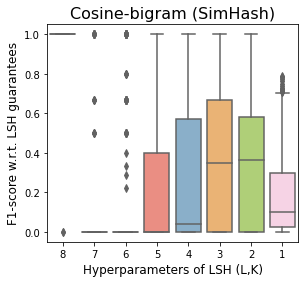 Cosine-bigram (SimHash)
F1-score w.r.t. LSH guarantees
1.0
0.8
0.6
0.4
0.2
0.0
8 7 6 5 4 3 2 1
Hyperparameters of LSH (L,K)